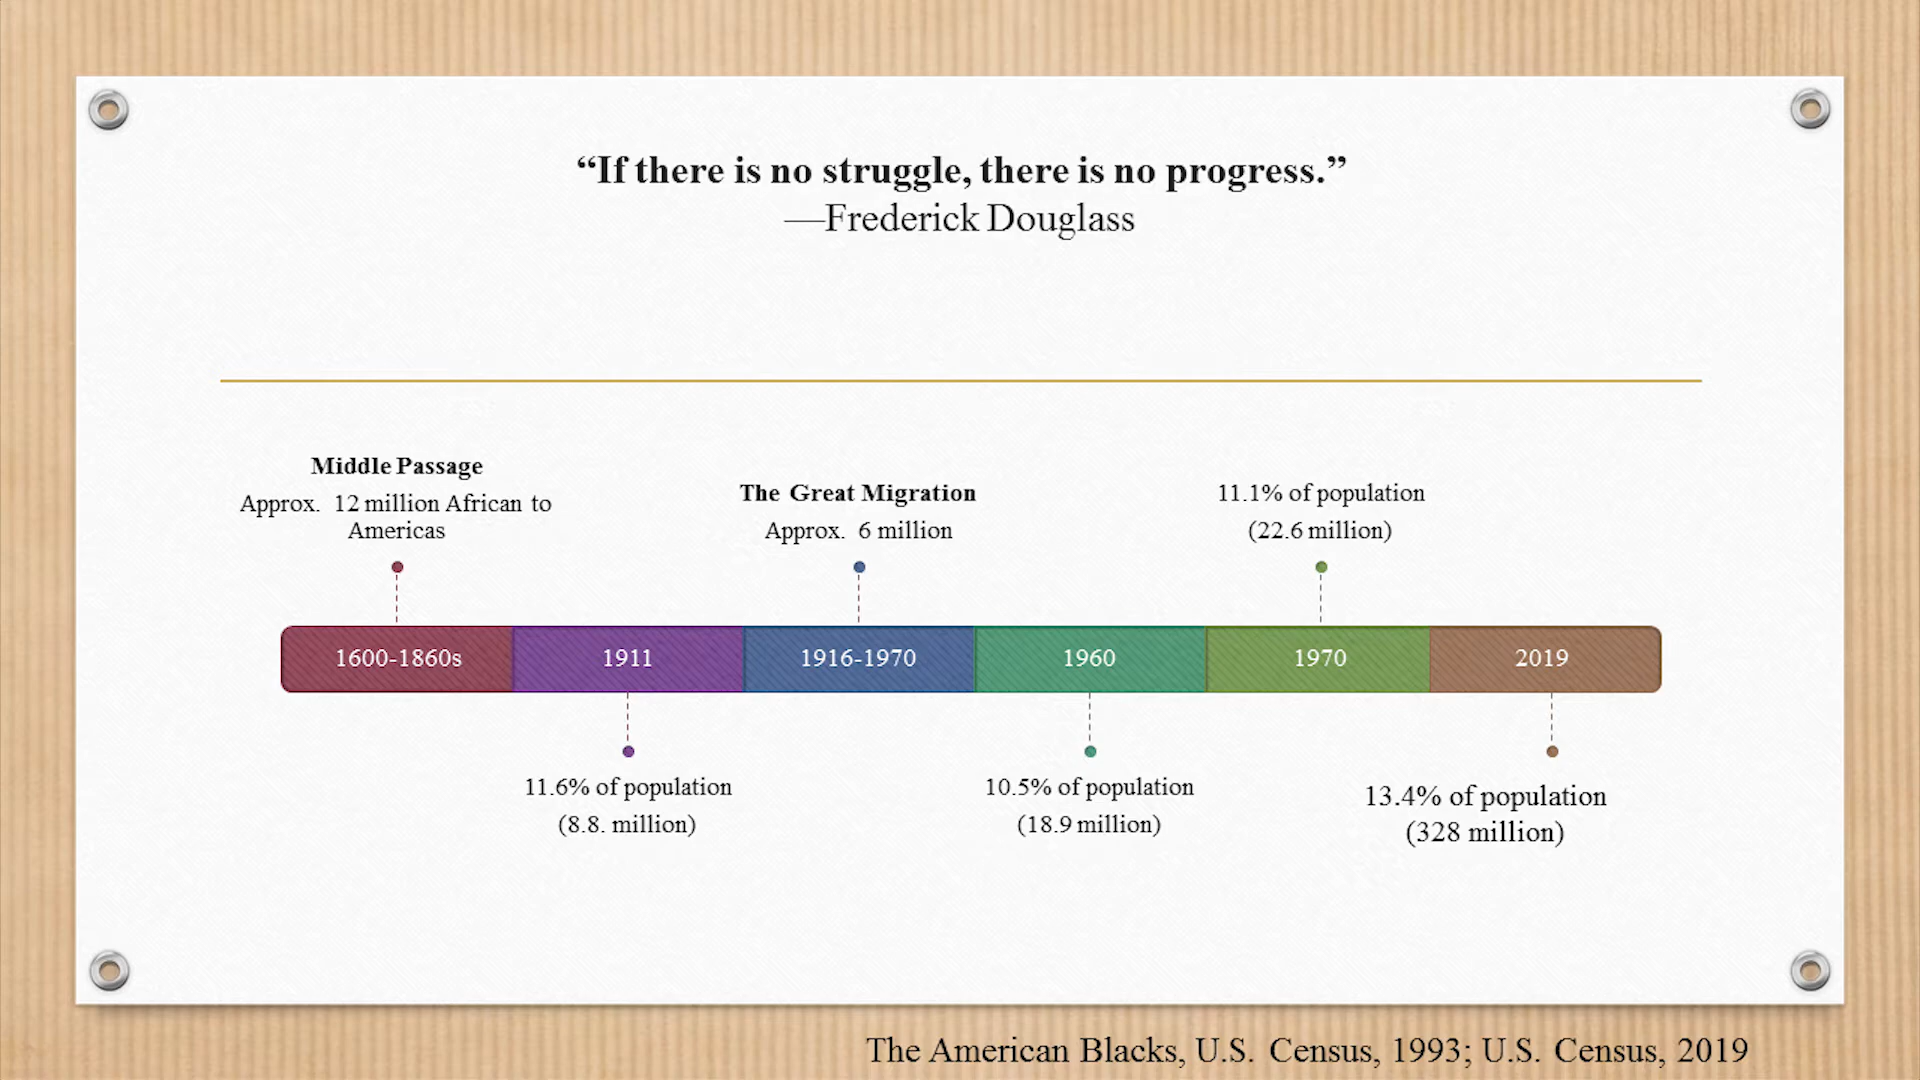 “If there is no struggle, there is no progress.”
—Frederick Douglass
Middle Passage
Approx. 12 million African to
Americas
The Great Migration
Approx. 6 million
11.1% of population
(22.6 million)
1600-1860s
1911
1916-1970
1960
1970
2019
11.6% of population
(8.8. million)
10.5% of population
(18.9 million)
13.4% of population
(328 million)
The American Blacks, U.S. Census, 1993; U.S. Census, 2019